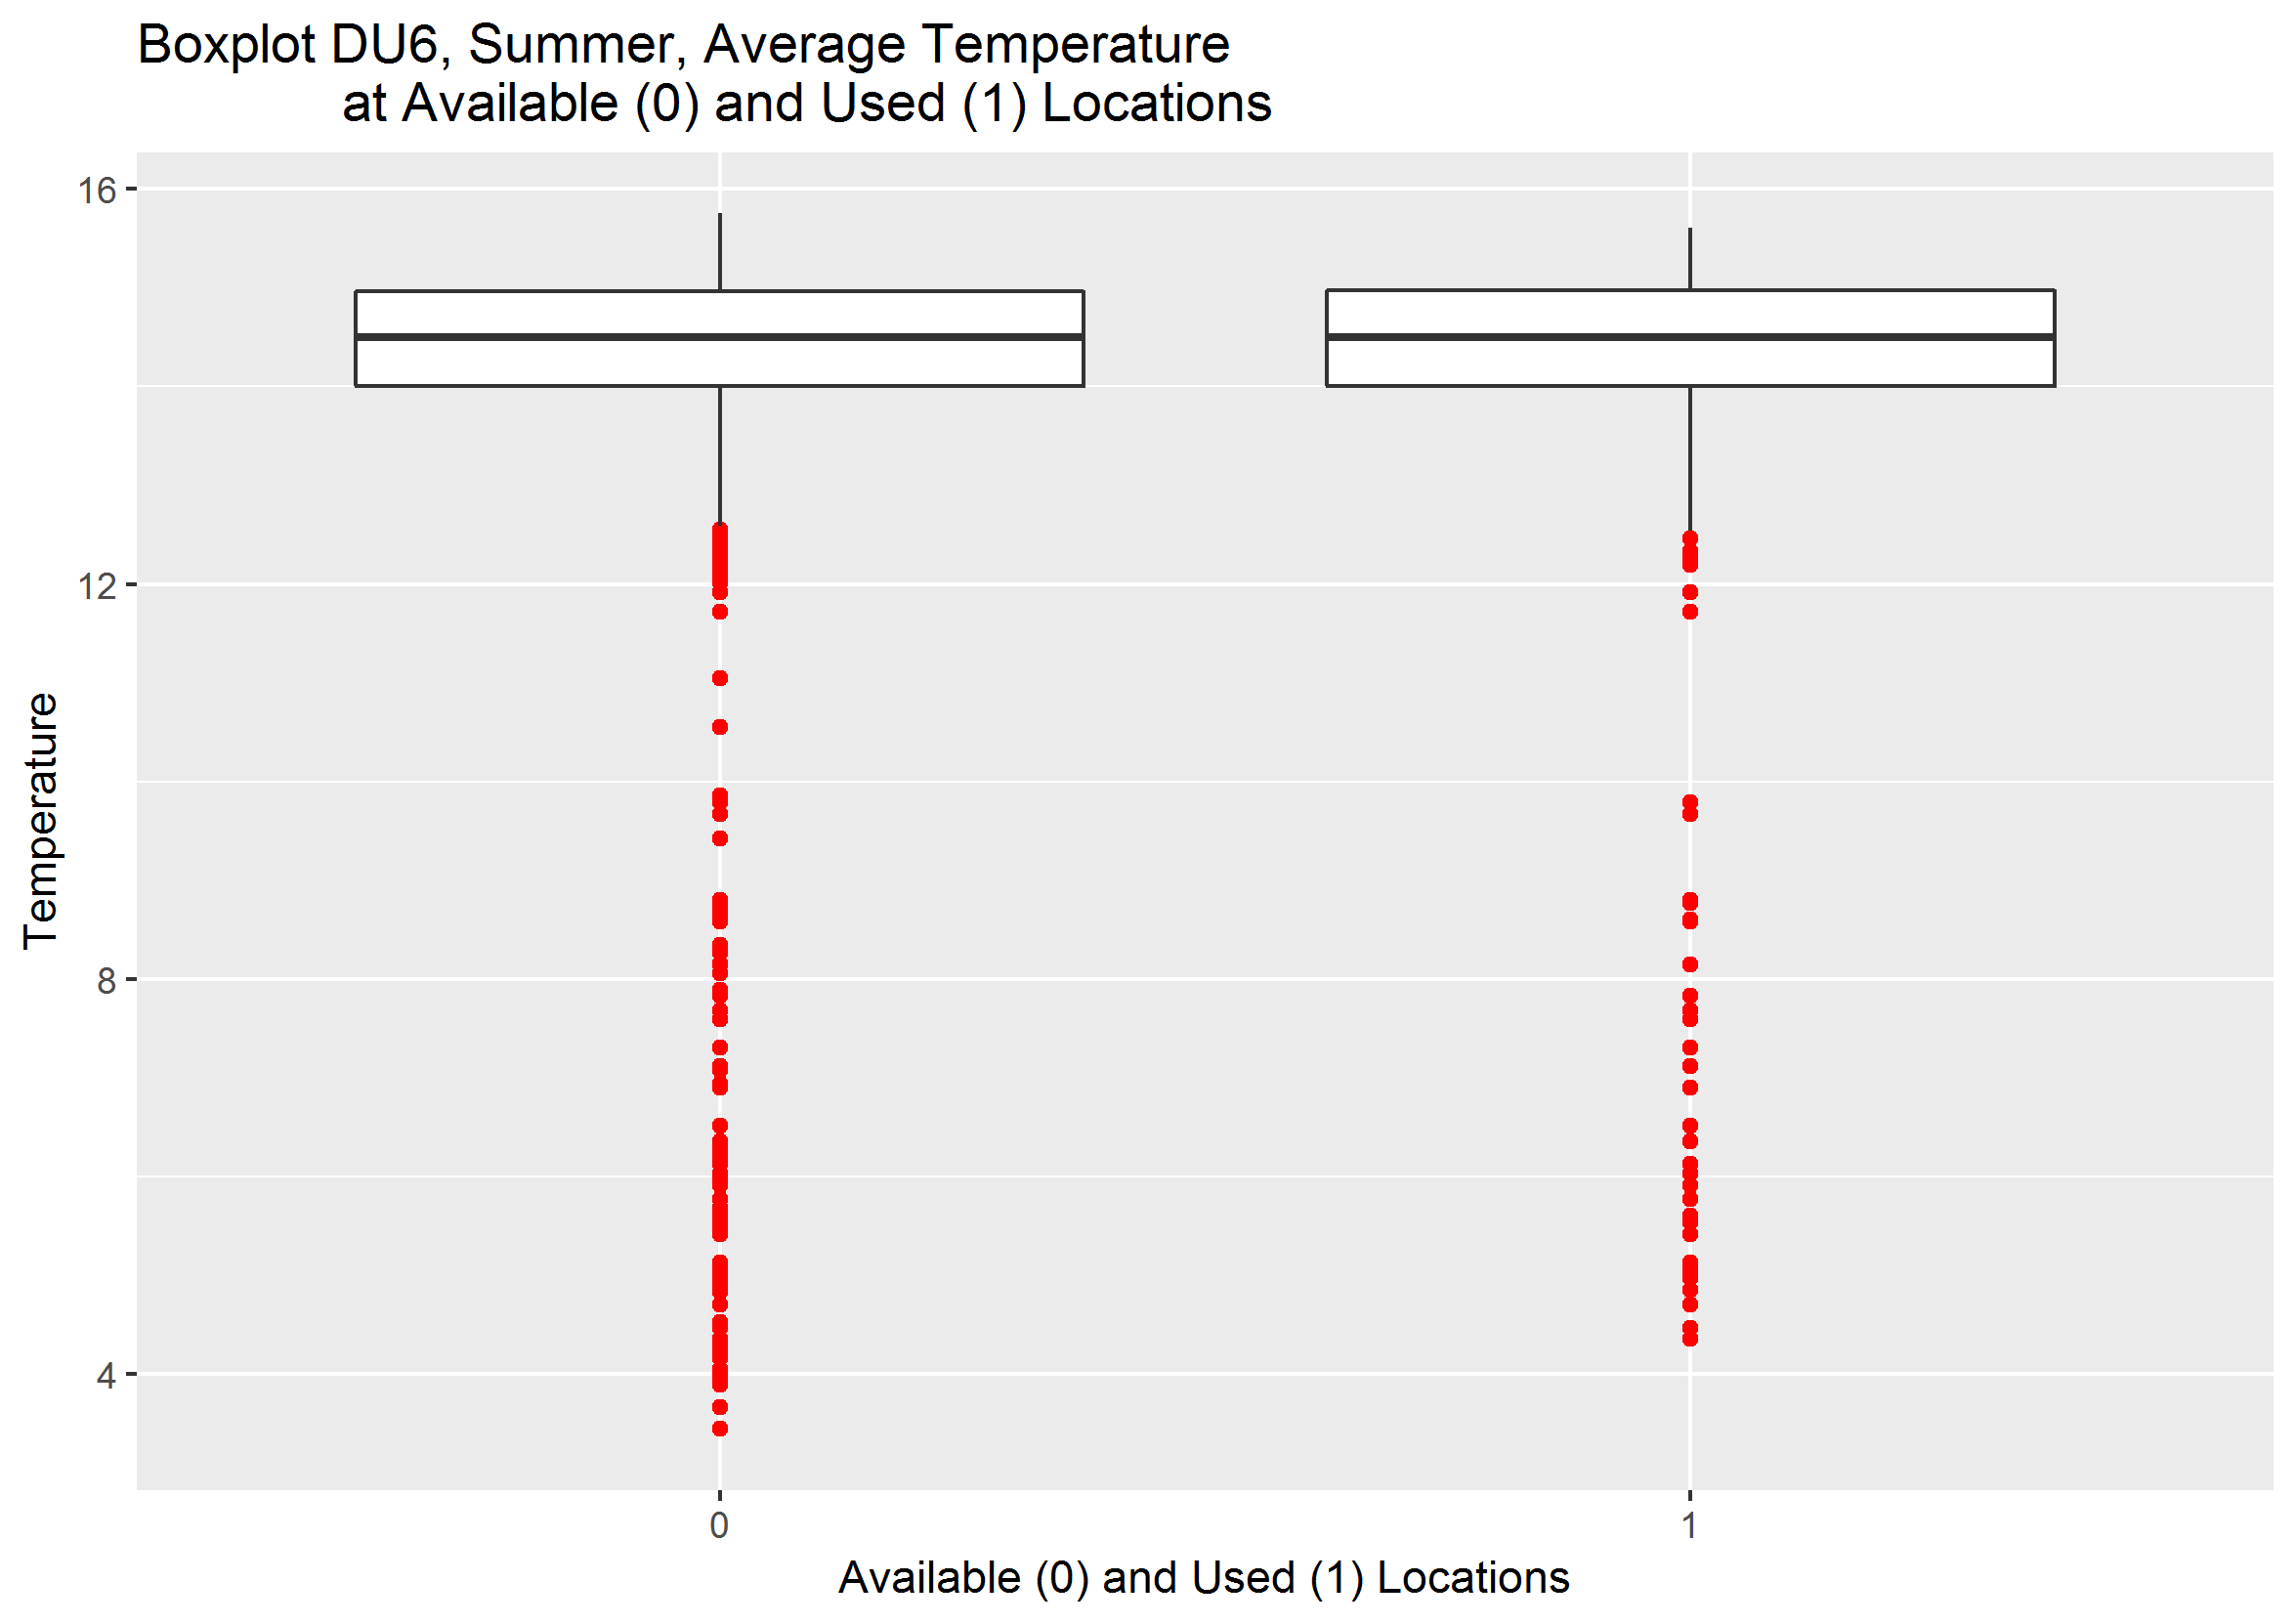 Boxplot DU6, Summer, Average Temperature
at Available (0) and Used (1) Locations
16
12
8
4
Temperature
0
1
Available (0) and Used (1) Locations